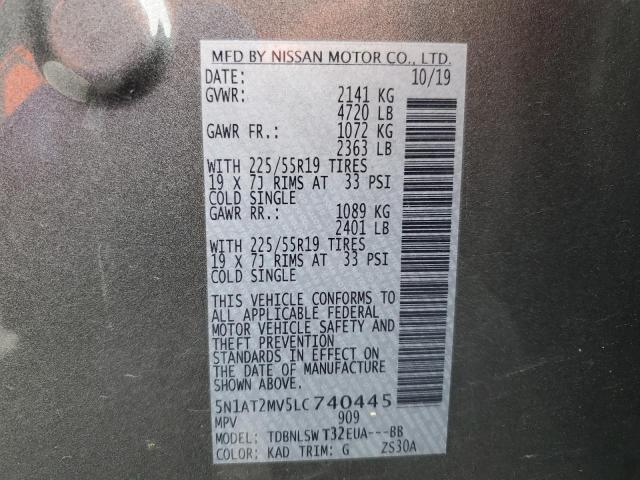 MFD BY NISSAN MOTOR CO., LTD.
DATE: 10/19
GVWR: 2141 KG
4720 LB
GAWR FR.: 1072 KG
2363 LB
WITH 225/55R19 TIRES
19 X 7J RIMS AT 33 PSI
COLD SINGLE
GAWR RR.: 1089 KG
2401 LB
WITH 225/55R19 TIRES
19 X 7J RIMS AT 33 PSI
COLD SINGLE
THIS VEHICLE CONFORMS TO
ALL APPLICABLE FEDERAL
MOTOR VEHICLE SAFETY AND
THEFT PREVENTION
STANDARDS IN EFFECT ON
THE DATE OF MANUFACTURE
SHOWN ABOVE
5N1AT2MV5LC740445
MPV 909
MODEL: TDBNLSW T32EUA---BB
COLOR: KAD TRIM: G ZS30A